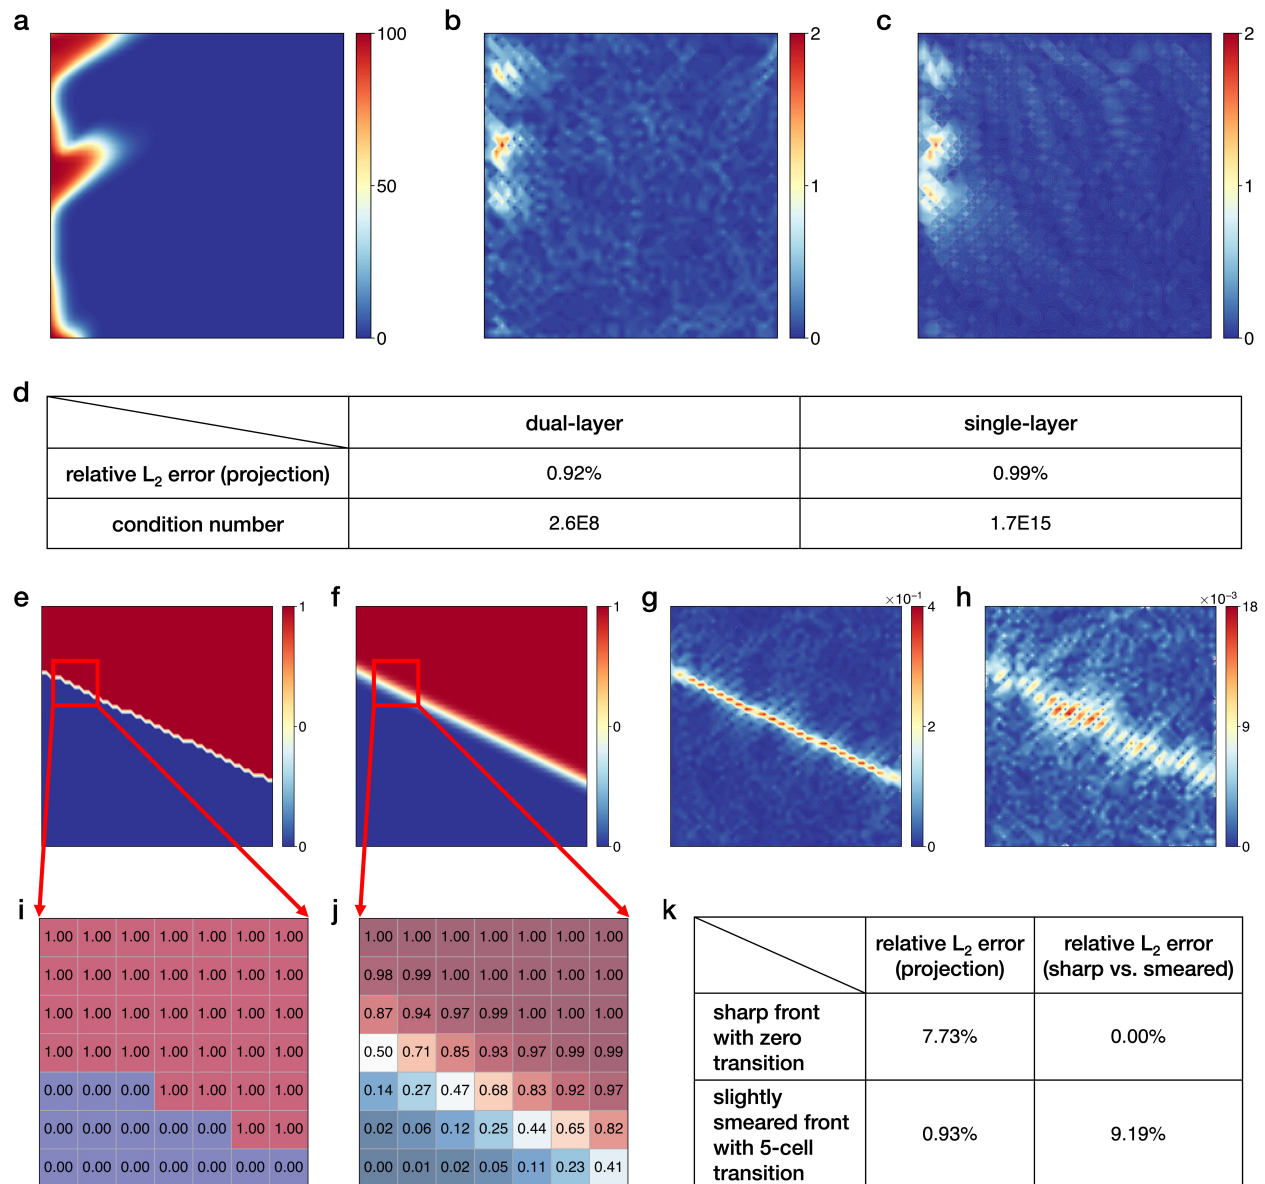 a
100
50
0
b
2
1
0
c
2
1
0
d
dual-layer single-layer
relative L2 error (projection) 0.92% 0.99%
condition number 2.6E8 1.7E15
e
1
0
0
f
1
0
0
g
×10−1
4
2
0
h
×10−3
18
9
0
i
1.00 1.00 1.00 1.00 1.00 1.00 1.00
1.00 1.00 1.00 1.00 1.00 1.00 1.00
1.00 1.00 1.00 1.00 1.00 1.00 1.00
1.00 1.00 1.00 1.00 1.00 1.00 1.00
0.00 0.00 0.00 1.00 1.00 1.00 1.00
0.00 0.00 0.00 0.00 0.00 1.00 1.00
0.00 0.00 0.00 0.00 0.00 0.00 0.00
j
1.00 1.00 1.00 1.00 1.00 1.00 1.00
0.98 0.99 1.00 1.00 1.00 1.00 1.00
0.87 0.94 0.97 0.99 1.00 1.00 1.00
0.50 0.71 0.85 0.93 0.97 0.99 0.99
0.14 0.27 0.47 0.68 0.83 0.92 0.97
0.02 0.06 0.12 0.25 0.44 0.65 0.82
0.00 0.01 0.02 0.05 0.11 0.23 0.41
k
relative L2 error
(projection)
relative L2 error
(sharp vs. smeared)
sharp front
with zero
transition
7.73% 0.00%
slightly
smeared front
with 5-cell
transition
0.93% 9.19%